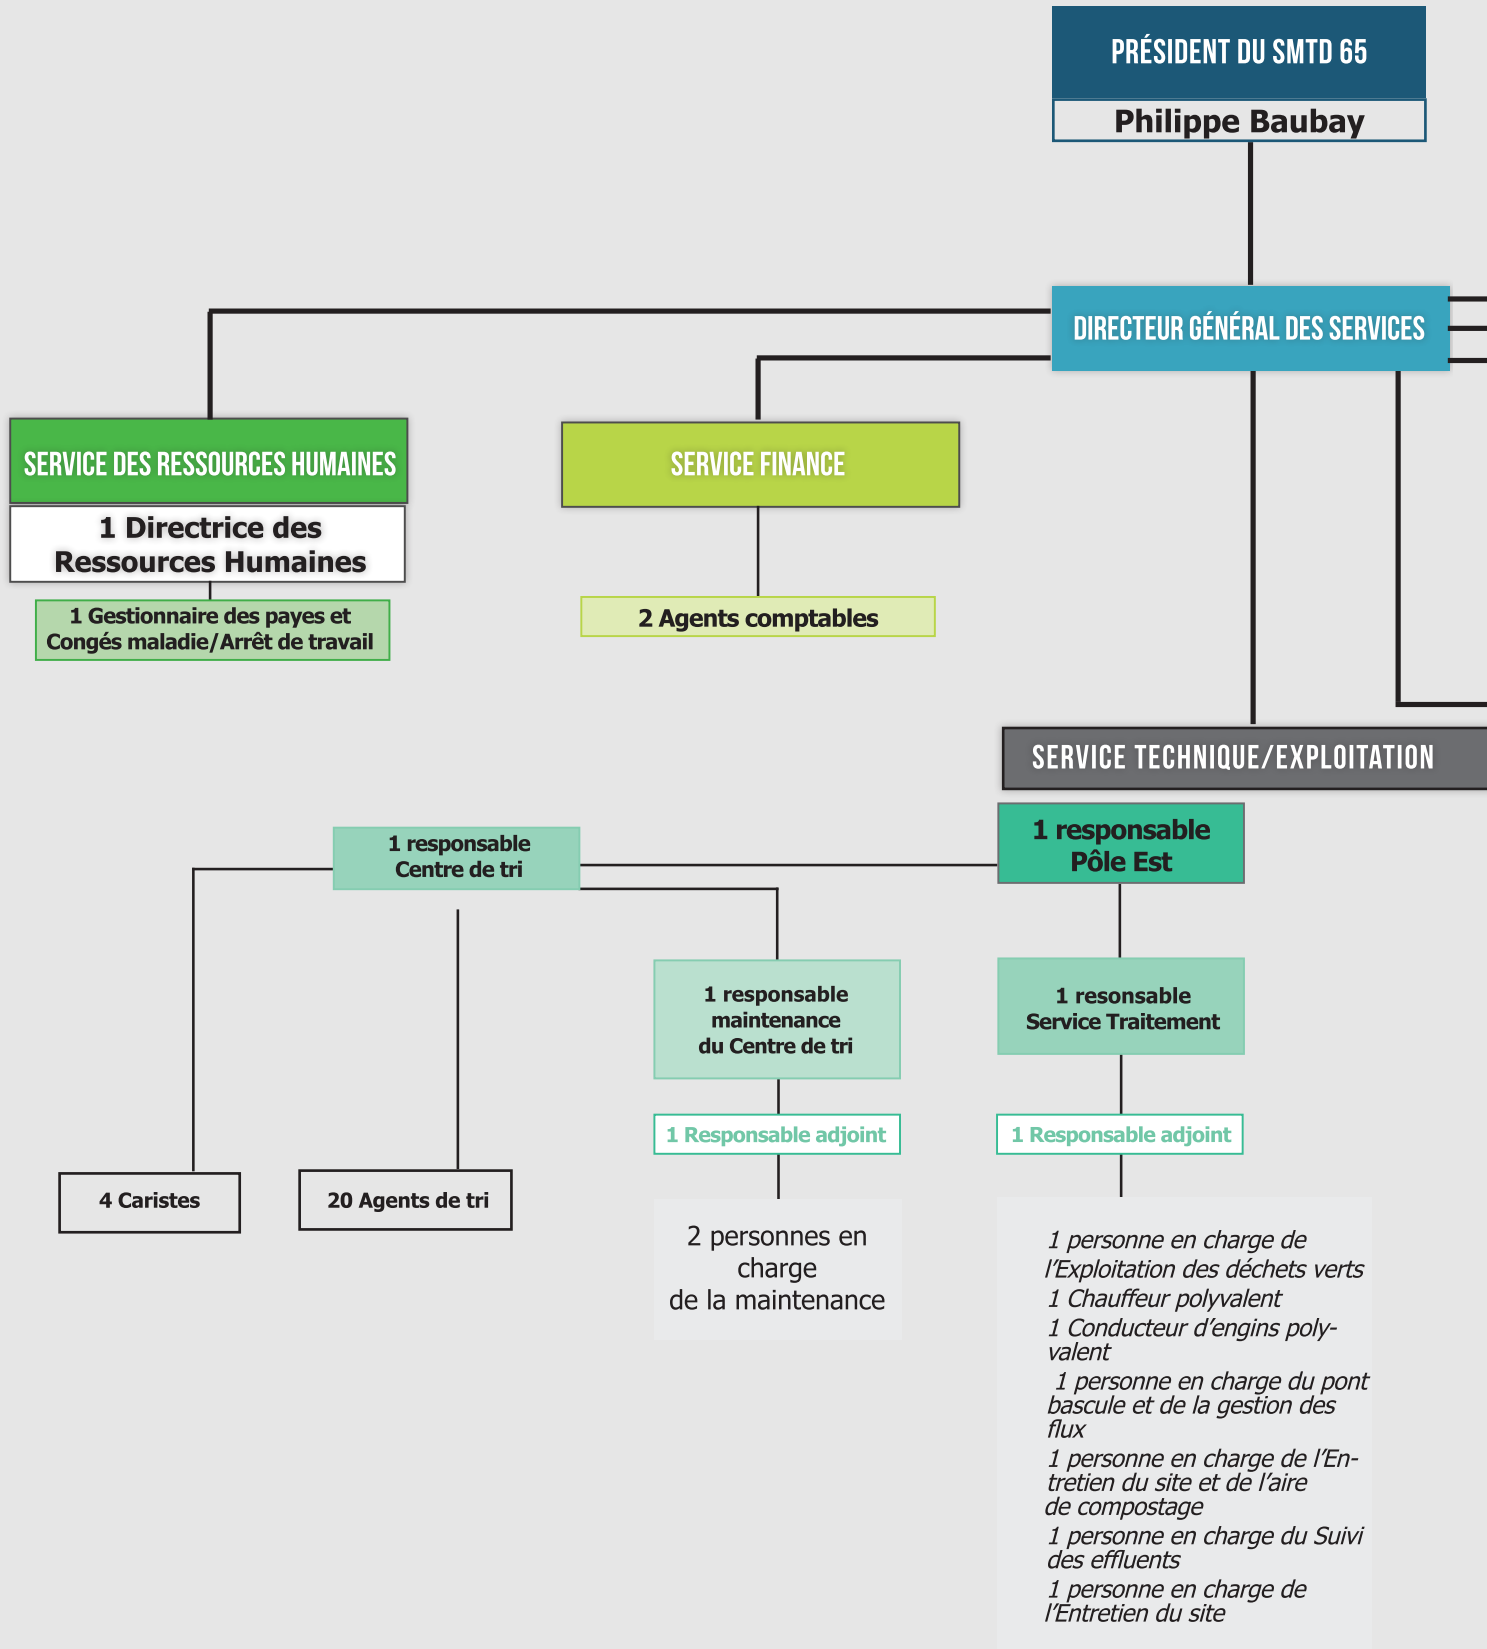 PRÉSIDENT DU SMTD 65
Philippe Baubay
DIRECTEUR GÉNÉRAL DES SERVICES
SERVICE DES RESSOURCES HUMAINES
1 Directrice des
Ressources Humaines
1 Gestionnaire des payes et
Congés maladie/Arrêt de travail
SERVICE FINANCE
2 Agents comptables
SERVICE TECHNIQUE/EXPLOITATION
1 responsable
Pôle Est
1 responsable
Centre de tri
4 Caristes
20 Agents de tri
1 responsable
maintenance
du Centre de tri
1 Responsable adjoint
2 personnes en
charge
de la maintenance
1 resonsable
Service Traitement
1 Responsable adjoint
1 personne en charge de
l'Exploitation des déchets verts
1 Chauffeur polyvalent
1 Conducteur d'engins poly-
valent
1 personne en charge du pont
bascule et de la gestion des
flux
1 personne en charge de l'En-
tretien du site et de l'aire
de compostage
1 personne en charge du Suivi
des effluents
1 personne en charge de
l'Entretien du site